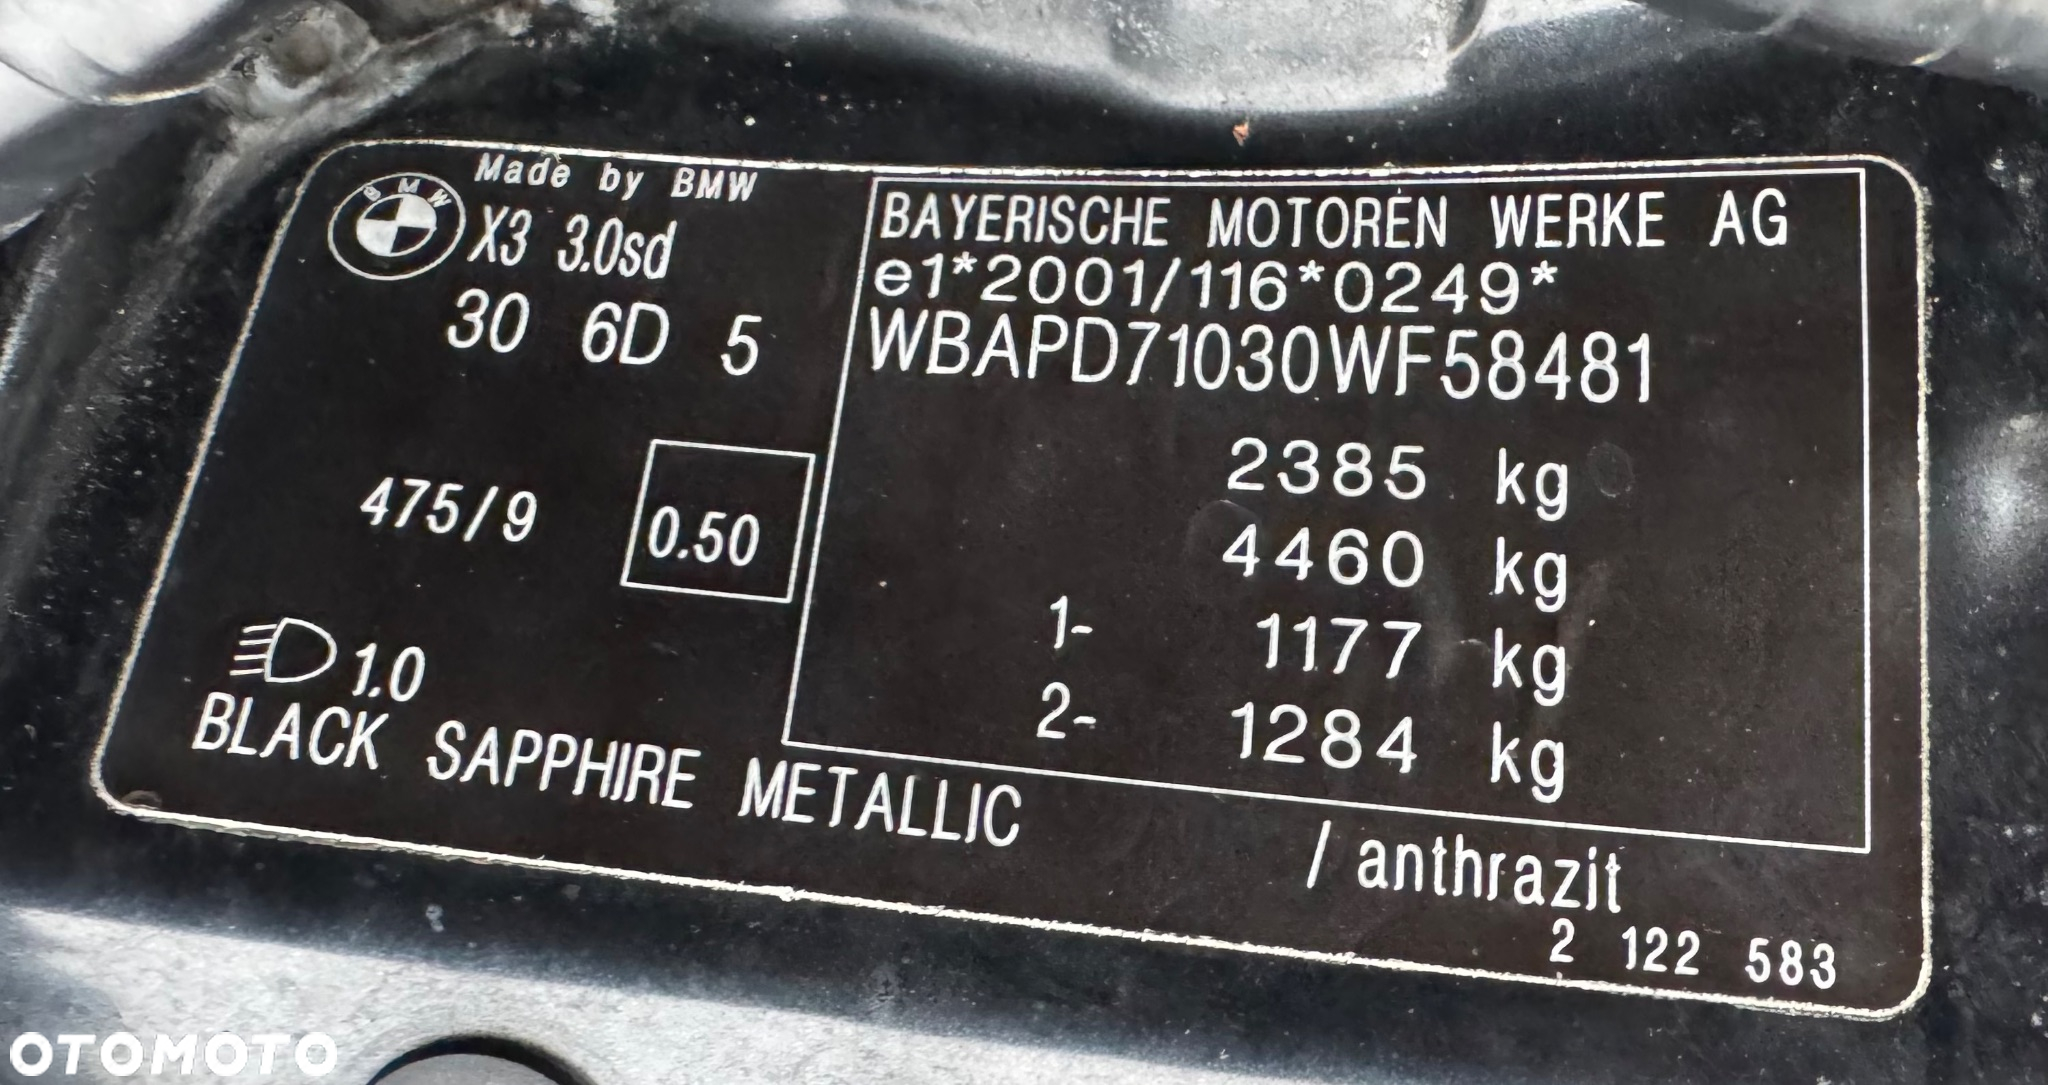 BMW
Made by BMW
X3 3.0sd
30 6D 5
475/9 0.50
1.0
BLACK SAPPHIRE METALLIC / anthrazit
BAYERISCHE MOTOREN WERKE AG
e1*2001/116*0249*
WBAPD71030WF58481
2385 kg
4460 kg
1- 1177 kg
2- 1284 kg
2 122 583
OTOMOTO